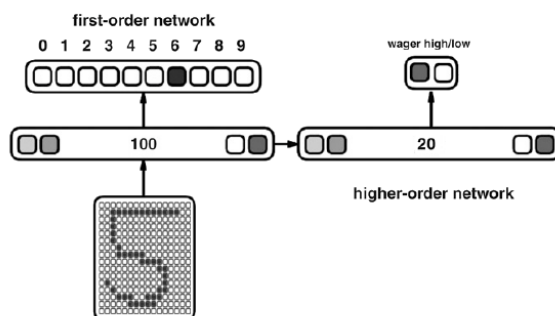 first-order network
0 1 2 3 4 5 6 7 8 9
wager high/low
100
20
higher-order network